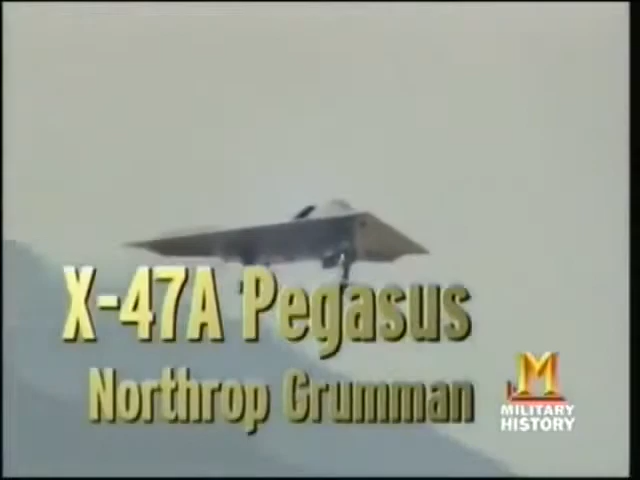 X-47A Pegasus
Northrop Grumman
M
MILITARY
HISTORY